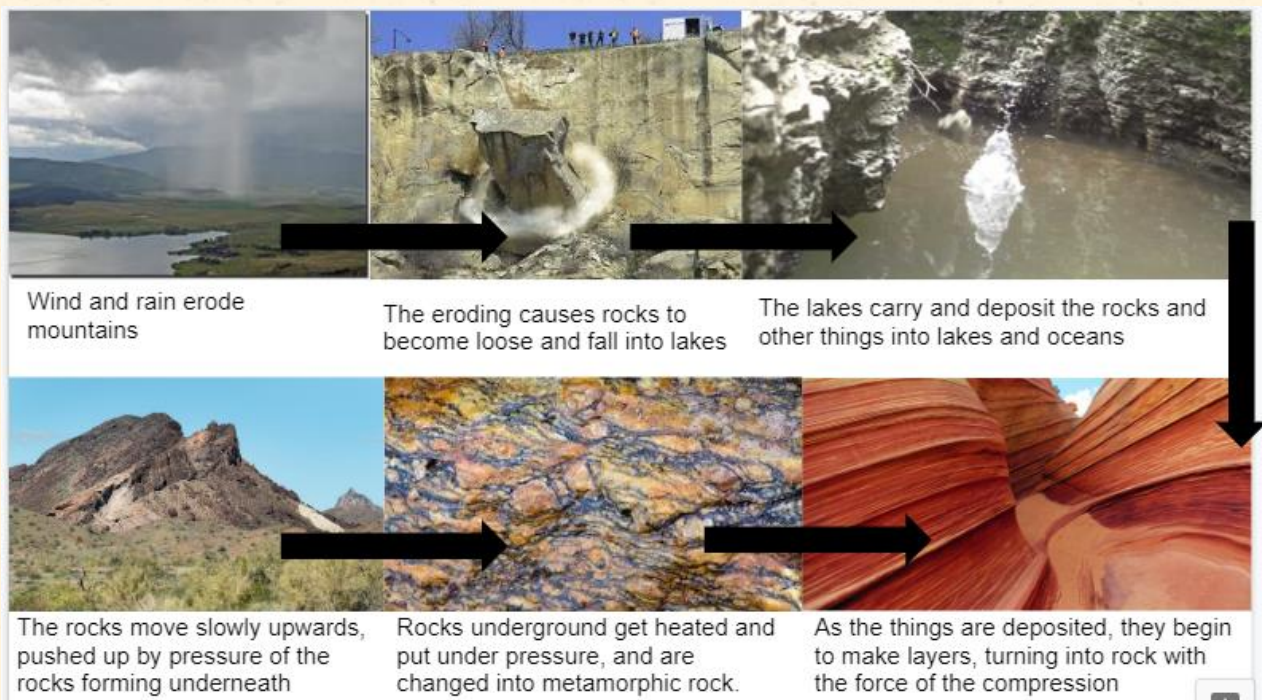 Wind and rain erode
mountains
The eroding causes rocks to
become loose and fall into lakes
The lakes carry and deposit the rocks and
other things into lakes and oceans
The rocks move slowly upwards,
pushed up by pressure of the
rocks forming underneath
Rocks underground get heated and
put under pressure, and are
changed into metamorphic rock.
As the things are deposited, they begin
to make layers, turning into rock with
the force of the compression